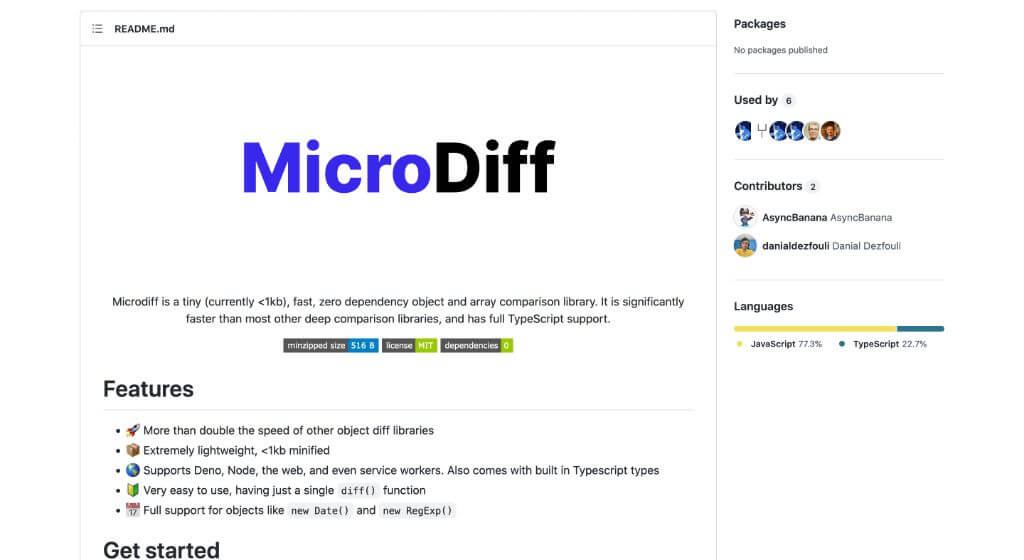 README.md
MicroDiff
Microdiff is a tiny (currently <1kb), fast, zero dependency object and array comparison library. It is significantly
faster than most other deep comparison libraries, and has full TypeScript support.
minzipped size 516 B license MIT dependencies 0
Features
More than double the speed of other object diff libraries
Extremely lightweight, <1kb minified
Supports Deno, Node, the web, and even service workers. Also comes with built in Typescript types
Very easy to use, having just a single diff() function
Full support for objects like new Date() and new RegExp()
Get started
Packages
No packages published
Used by 6
Contributors 2
AsyncBanana AsyncBanana
danialdezfouli Danial Dezfouli
Languages
JavaScript 77.3% TypeScript 22.7%